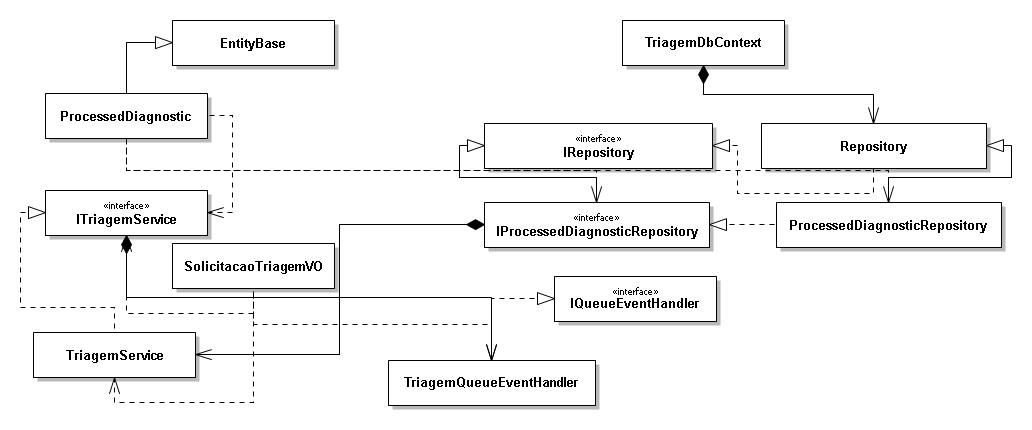 EntityBase
TriagemDbContext
ProcessedDiagnostic
«interface»
IRepository
Repository
«interface»
ITriagemService
«interface»
IProcessedDiagnosticRepository
ProcessedDiagnosticRepository
SolicitacaoTriagemVO
«interface»
IQueueEventHandler
TriagemService
TriagemQueueEventHandler